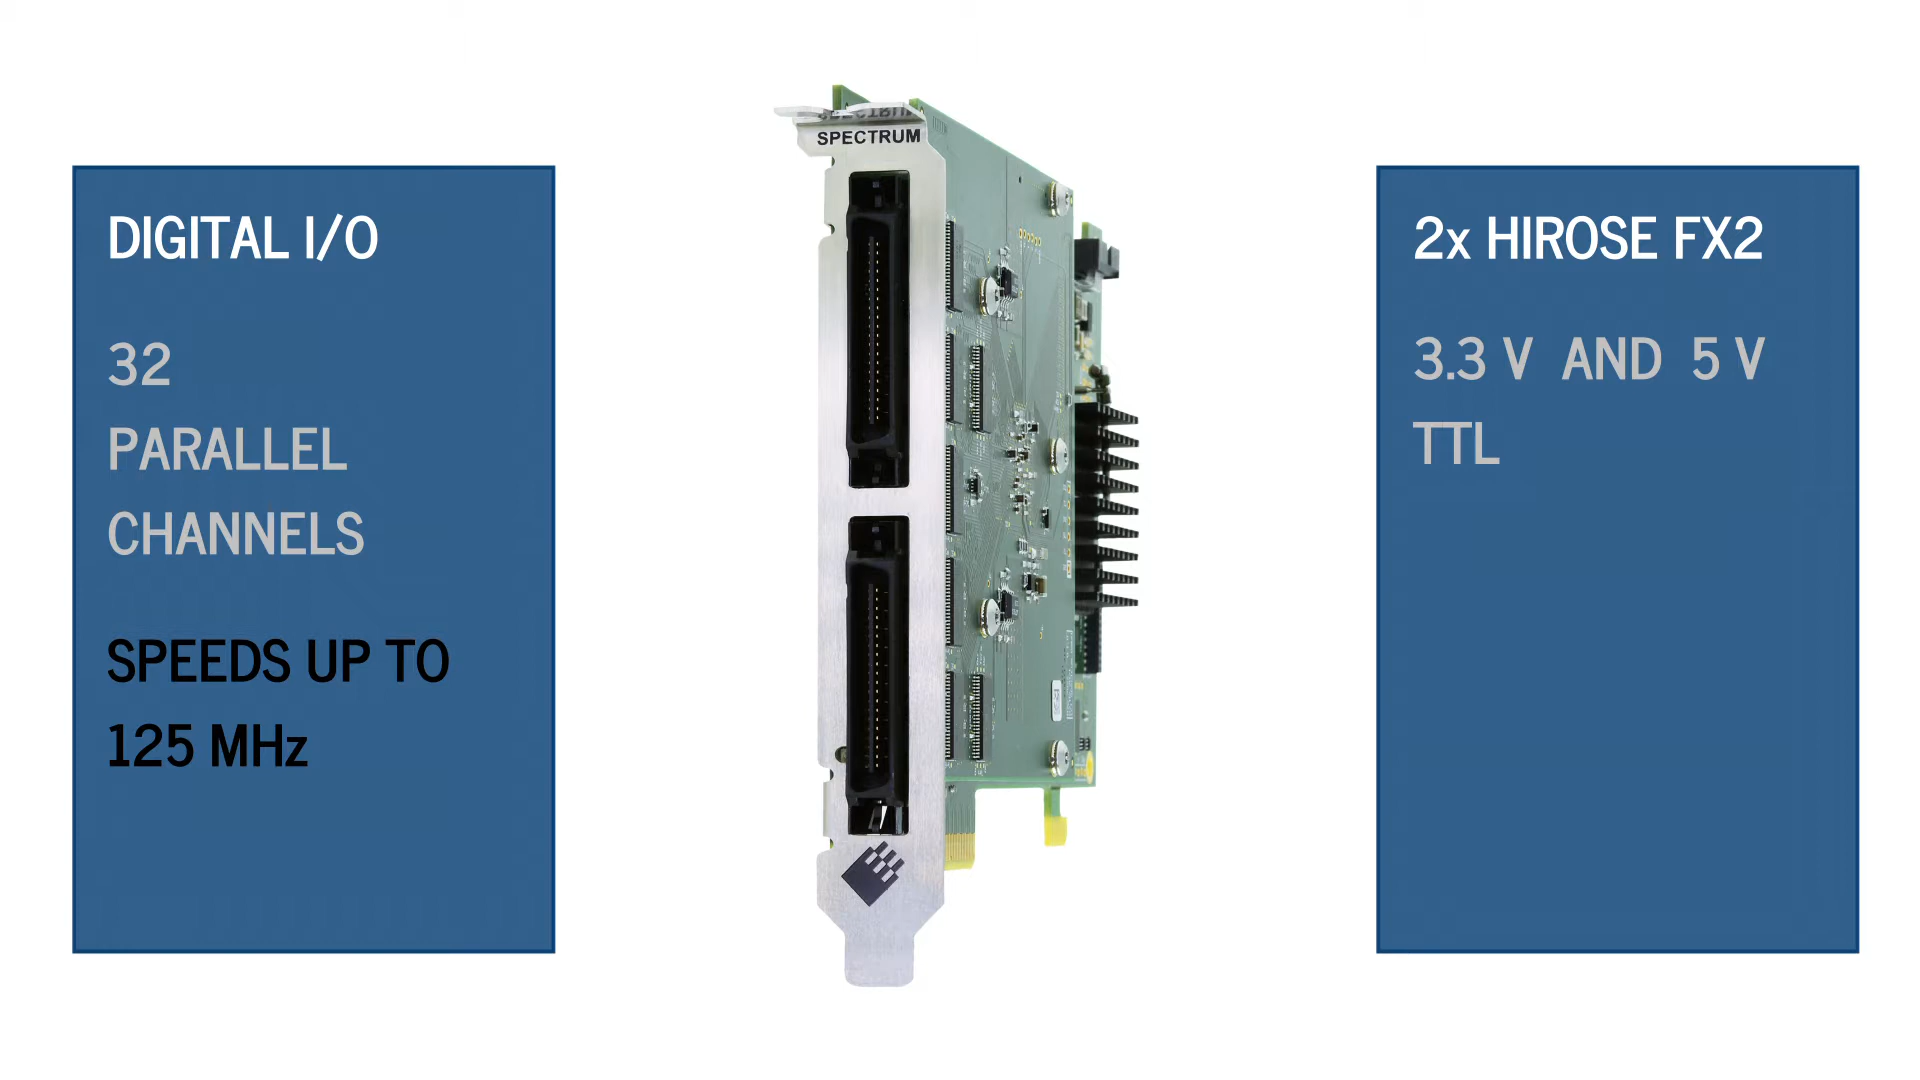 SPECTRUM
DIGITAL I/O
32
PARALLEL
CHANNELS
SPEEDS UP TO
125 MHz
2x HIROSE FX2
3.3 V AND 5 V
TTL